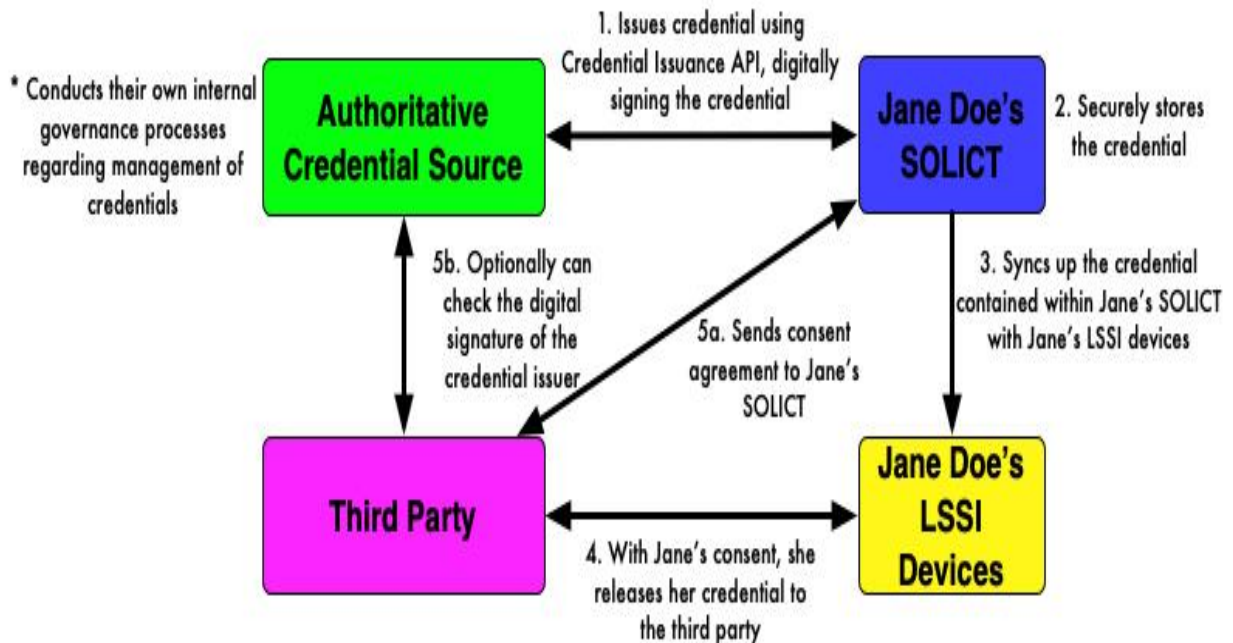 1. Issues credential using
Credential Issuance API, digitally
signing the credential
* Conducts their own internal
governance processes
regarding management of
credentials
Authoritative
Credential Source
Jane Doe's
SOLICT
2. Securely stores
the credential
5b. Optionally can
check the digital
signature of the
credential issuer
5a. Sends consent
agreement to Jane's
SOLICT
3. Syncs up the credential
contained within Jane's SOLICT
with Jane's LSSI devices
Third Party
Jane Doe's
LSSI
Devices
4. With Jane's consent, she
releases her credential to
the third party